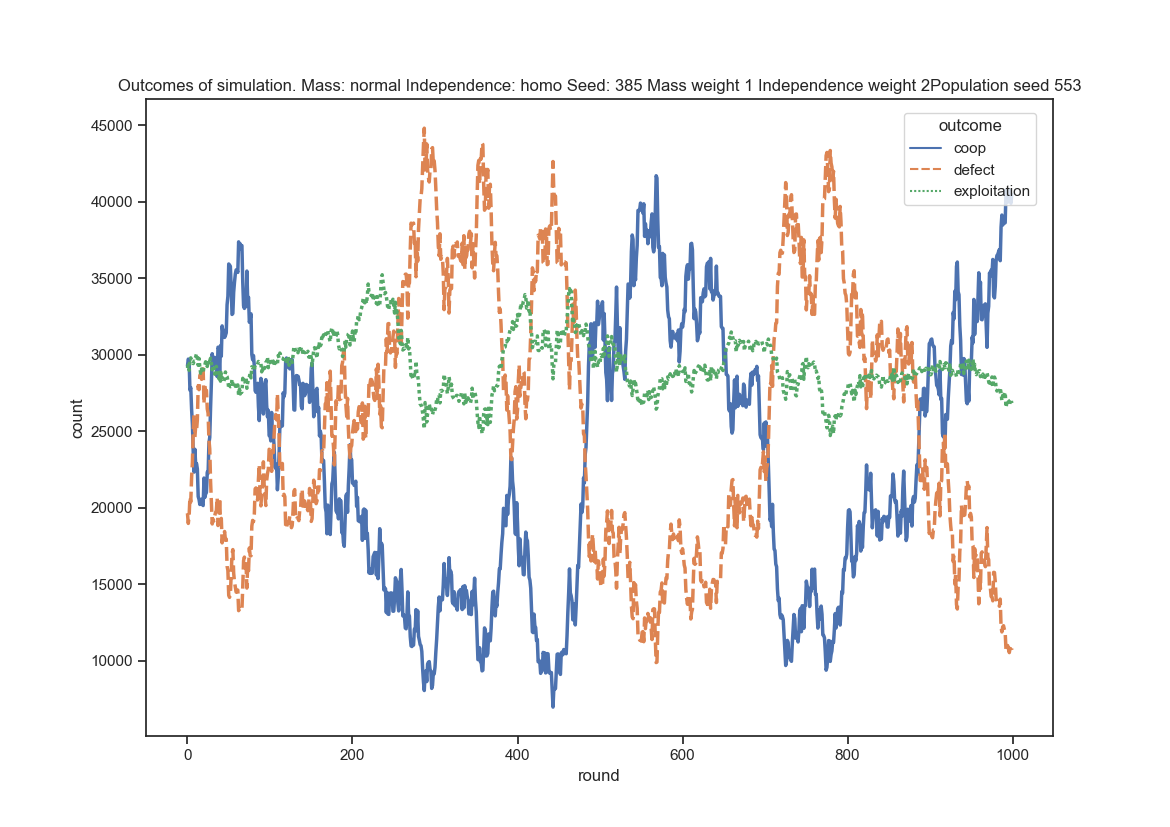 Outcomes of simulation. Mass: normal Independence: homo Seed: 385 Mass weight 1 Independence weight 2Population seed 553
45000
40000
35000
30000
25000
20000
15000
10000
count
outcome
coop
defect
exploitation
0
200
400
600
800
1000
round